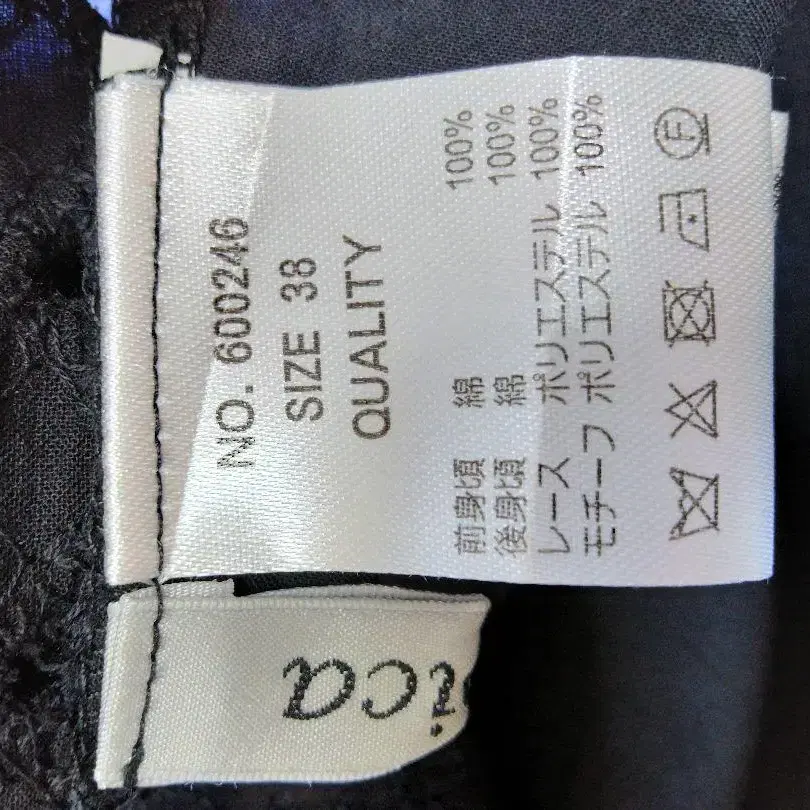 NO. 600246
SIZE 38
QUALITY
前身頃 綿 100%
後身頃 綿 100%
レース ポリエステル 100%
モチーフ ポリエステル 100%
F